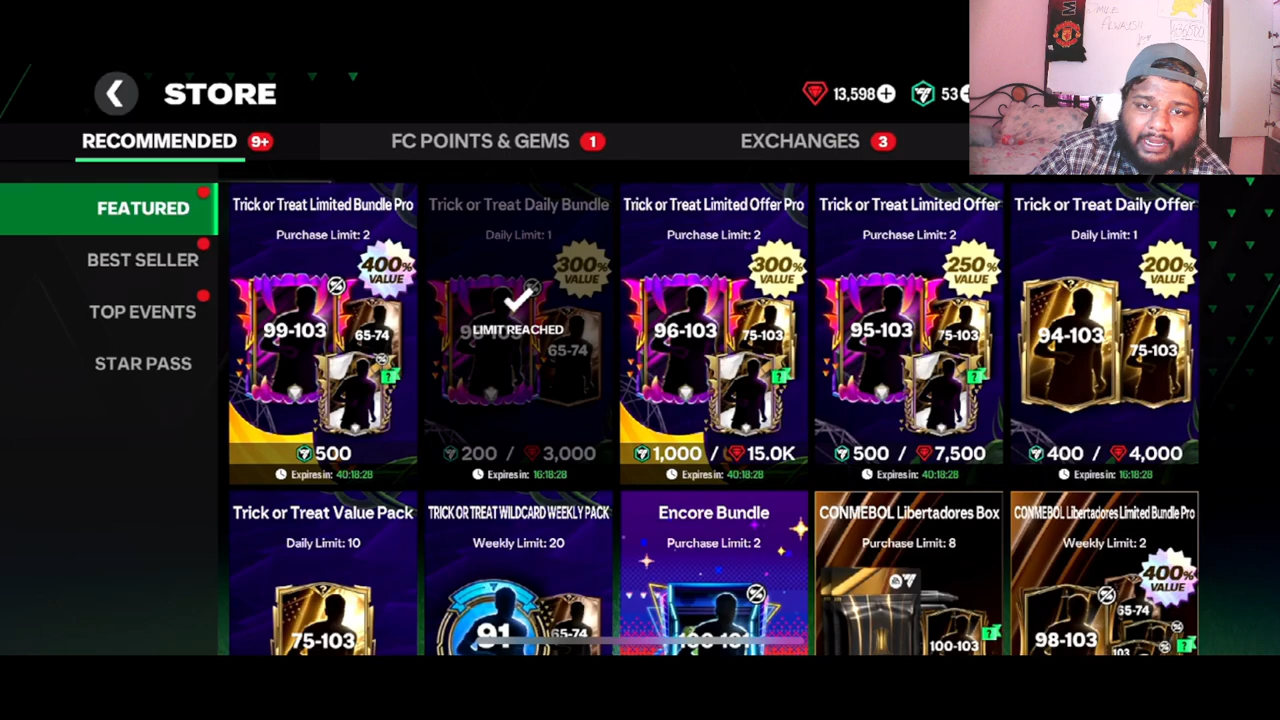 STORE
13,598
53
RECOMMENDED 9+
FC POINTS & GEMS 1
EXCHANGES 3
SMILE
ALWAYS!!
FEATURED
BEST SELLER
TOP EVENTS
STAR PASS
Trick or Treat Limited Bundle Pro
Purchase Limit: 2
400% VALUE
99-103
65-74
500
Expires in: 40:18:28
Trick or Treat Daily Bundle
Daily Limit: 1
300% VALUE
LIMIT REACHED
65-74
200 / 3,000
Expires in: 16:18:28
Trick or Treat Limited Offer Pro
Purchase Limit: 2
300% VALUE
96-103
75-103
1,000 / 15.0K
Expires in: 40:18:28
Trick or Treat Limited Offer
Purchase Limit: 2
250% VALUE
95-103
75-103
500 / 7,500
Expires in: 40:18:28
Trick or Treat Daily Offer
Daily Limit: 1
200% VALUE
94-103
75-103
400 / 4,000
Expires in: 16:18:28
Trick or Treat Value Pack
Daily Limit: 10
75-103
TRICK OR TREAT WILDCARD WEEKLY PACK
Weekly Limit: 20
91
65-74
Encore Bundle
Purchase Limit: 2
CONMEBOL Libertadores Box
Purchase Limit: 8
100-103
CONMEBOL Libertadores Limited Bundle Pro
Weekly Limit: 2
400% VALUE
98-103
65-74
103